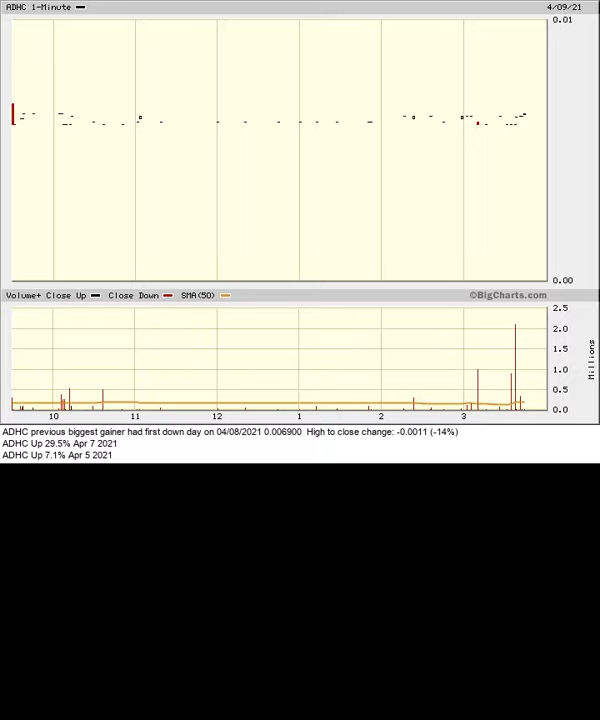 ADHC 1-Minute 4/09/21
0.01
0.00
Volume+ Close Up Close Down SMA(50) ©BigCharts.com
2.5
2.0
1.5
1.0
0.5
0.0
Millions
10 11 12 1 2 3
ADHC previous biggest gainer had first down day on 04/08/2021 0.006900 High to close change: -0.0011 (-14%)
ADHC Up 29.5% Apr 7 2021
ADHC Up 7.1% Apr 5 2021